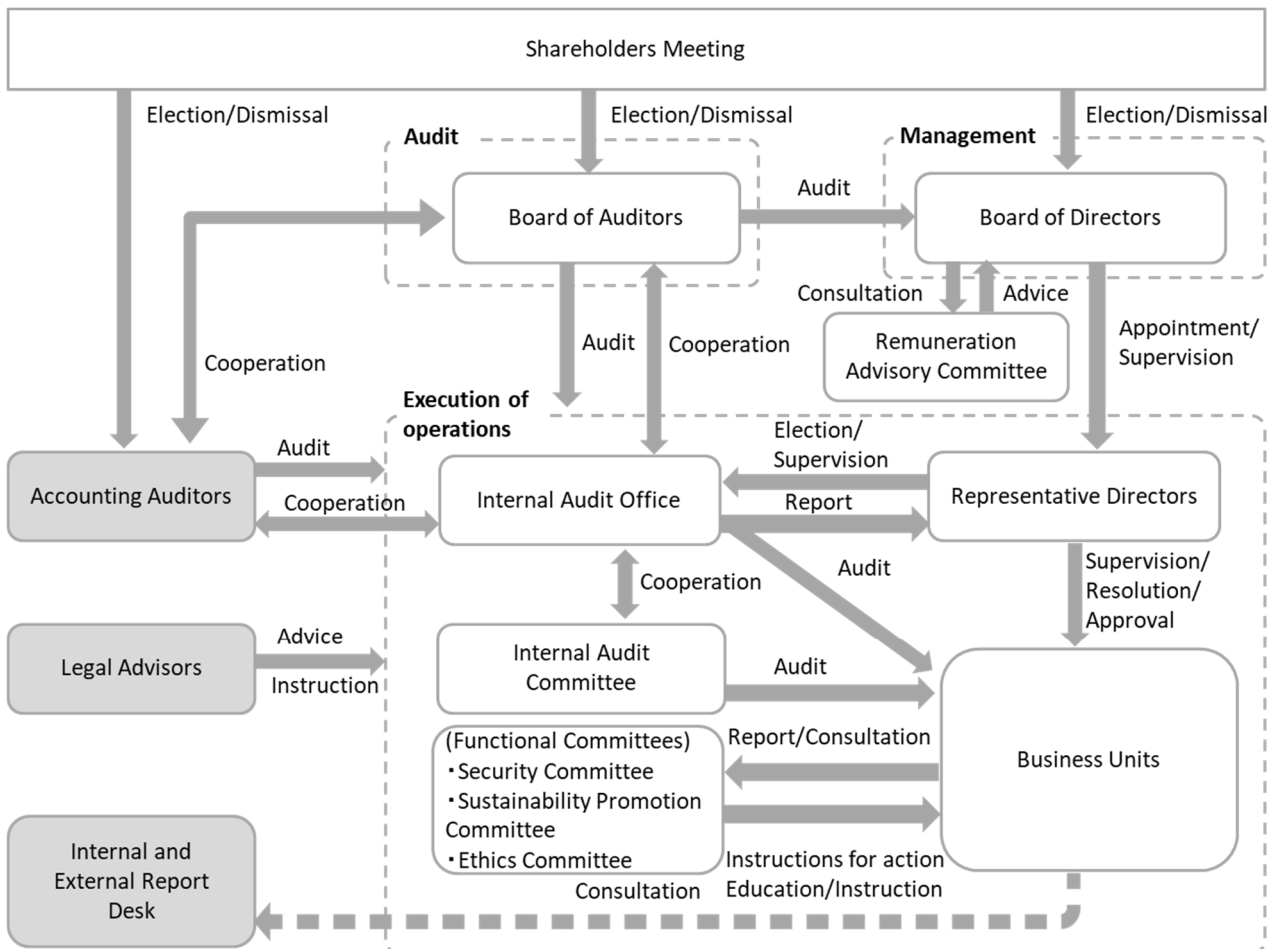 Shareholders Meeting
Election/Dismissal
Election/Dismissal
Election/Dismissal
Audit
Management
Board of Auditors
Audit
Board of Directors
Consultation
Advice
Audit
Cooperation
Remuneration
Advisory Committee
Appointment/
Supervision
Cooperation
Execution of
operations
Election/
Supervision
Audit
Accounting Auditors
Cooperation
Internal Audit Office
Report
Representative Directors
Audit
Supervision/
Resolution/
Approval
Cooperation
Advice
Legal Advisors
Instruction
Internal Audit
Committee
Audit
(Functional Committees)
・Security Committee
・Sustainability Promotion
Committee
・Ethics Committee
Report/Consultation
Business Units
Instructions for action
Education/Instruction
Consultation
Internal and
External Report
Desk